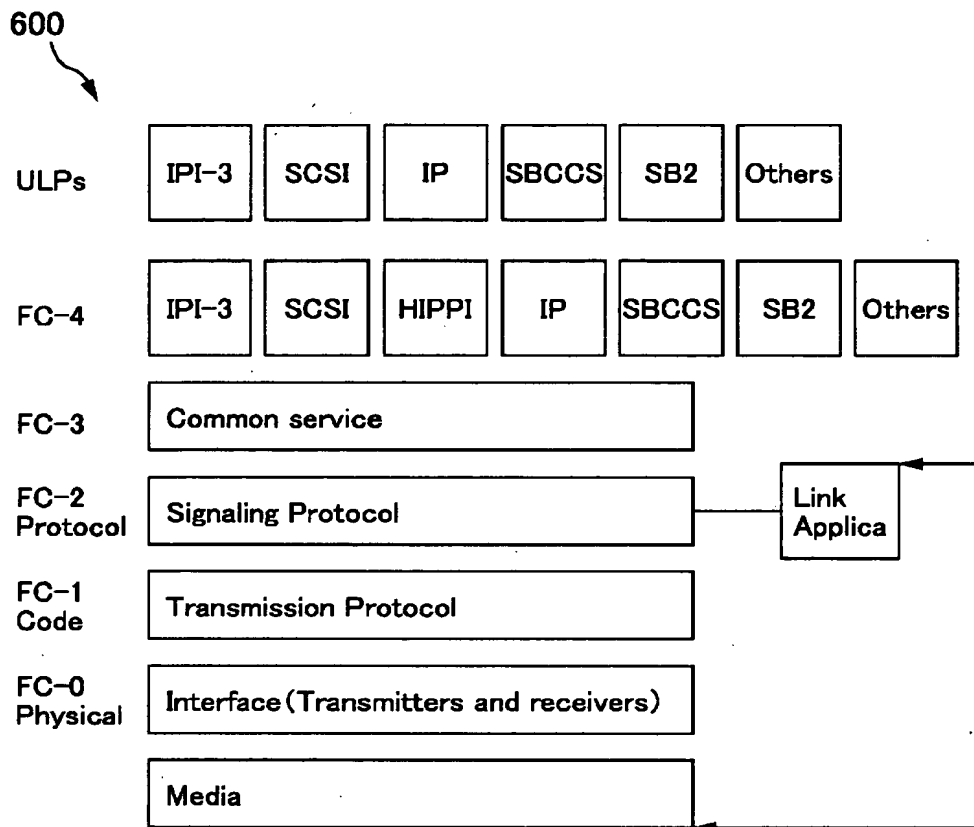 600
ULPs IPI-3 SCSI IP SBCCS SB2 Others
FC-4 IPI-3 SCSI HIPPI IP SBCCS SB2 Others
FC-3 Common service
FC-2
Protocol
Signaling Protocol
Link
Applica
FC-1
Code
Transmission Protocol
FC-0
Physical
Interface(Transmitters and receivers)
Media